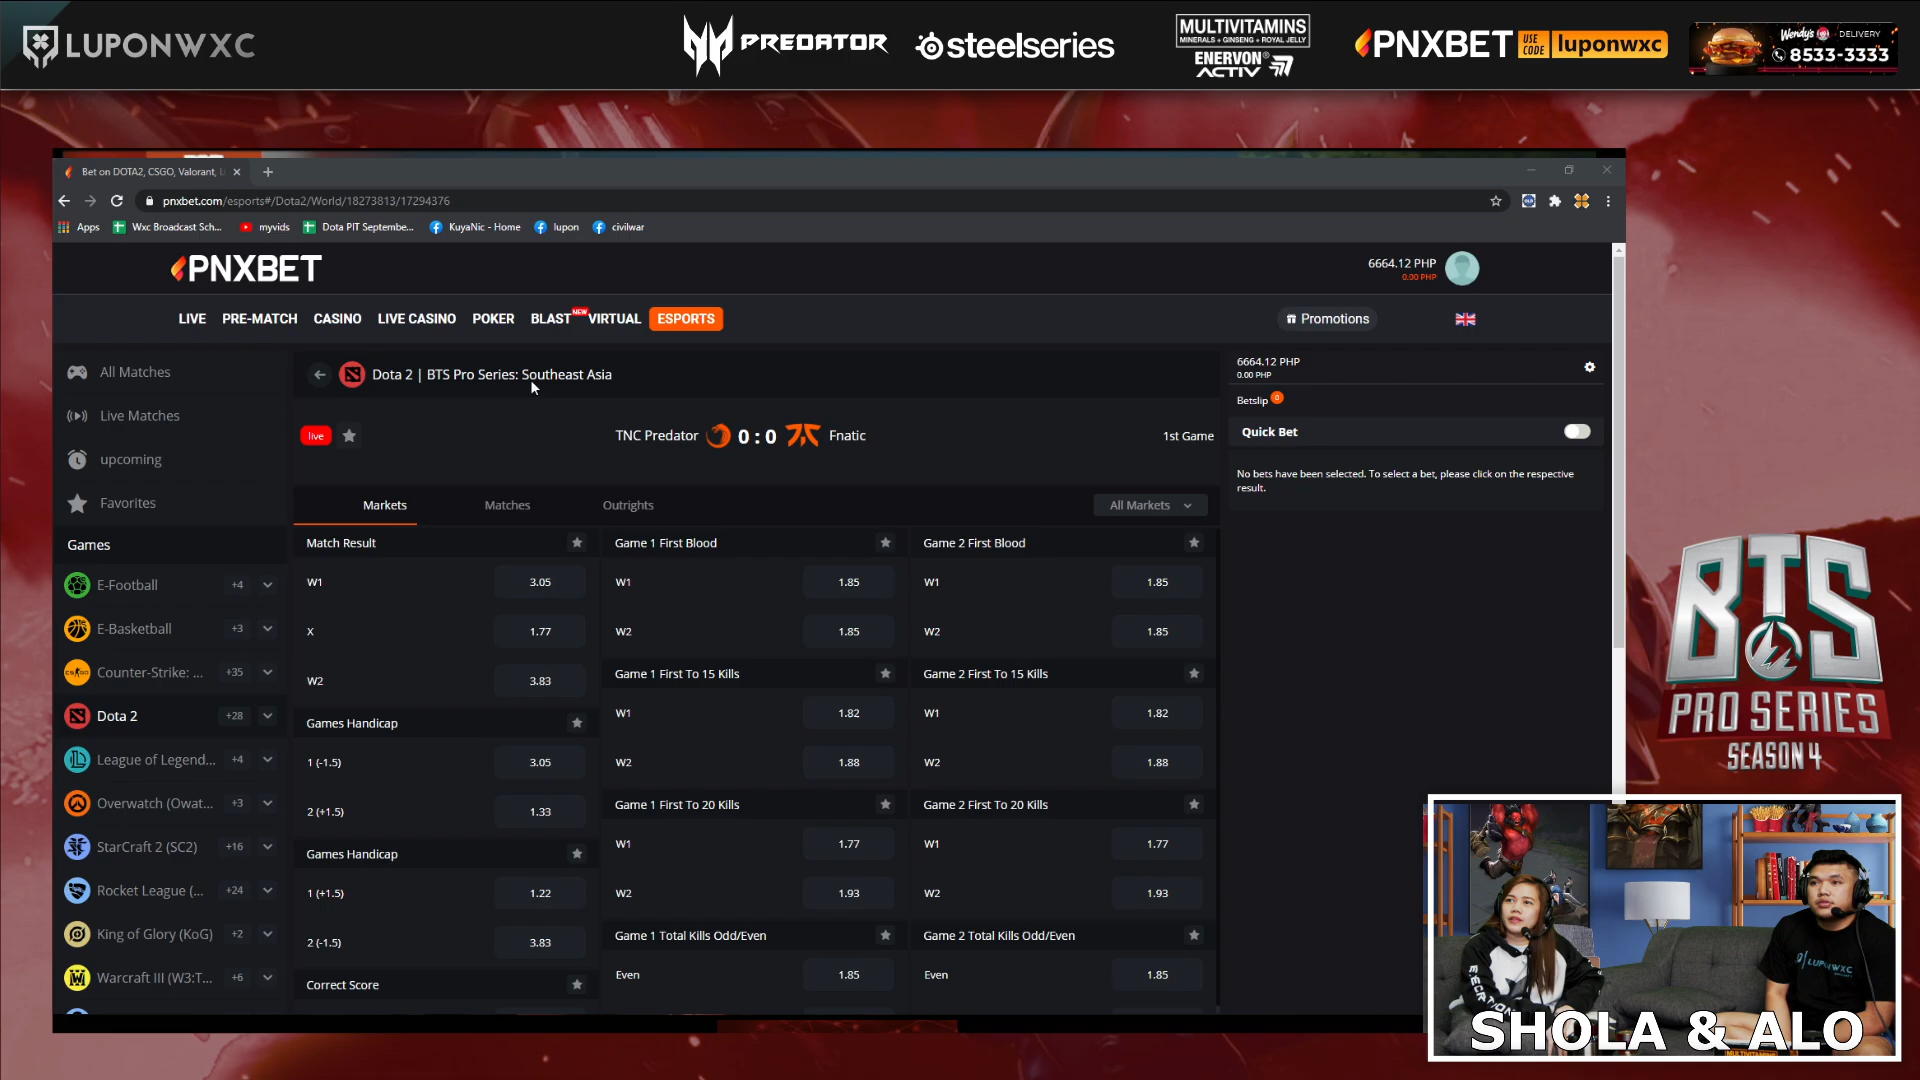 LUPONWXC
PREDATOR
steelseries
MULTIVITAMINS
MINERALS + GINSENG + ROYAL JELLY
ENERVON®
ACTIV
PNXBET USE CODE luponwxc
Wendy's DELIVERY
8533-3333
Bet on DOTA2, CSGO, Valorant, L
pnxbet.com/esports#/Dota2/World/18273813/17294376
Apps Wxc Broadcast Sch... myvids Dota PIT Septembe... KuyaNic - Home lupon civilwar
PNXBET
6664.12 PHP
0.00 PHP
LIVE PRE-MATCH CASINO LIVE CASINO POKER BLAST NEW VIRTUAL ESPORTS
Promotions
All Matches
Live Matches
upcoming
Favorites
Games
E-Football +4
E-Basketball +3
Counter-Strike: ... +35
Dota 2 +28
League of Legend... +4
Overwatch (Owat... +3
StarCraft 2 (SC2) +16
Rocket League (... +24
King of Glory (KoG) +2
Warcraft III (W3:T... +6
Dota 2 | BTS Pro Series: Southeast Asia
live
TNC Predator 0 : 0 Fnatic
1st Game
Markets Matches Outrights All Markets
Match Result
W1 3.05
X 1.77
W2 3.83
Games Handicap
1 (-1.5) 3.05
2 (+1.5) 1.33
Games Handicap
1 (+1.5) 1.22
2 (-1.5) 3.83
Correct Score
Game 1 First Blood
W1 1.85
W2 1.85
Game 1 First To 15 Kills
W1 1.82
W2 1.88
Game 1 First To 20 Kills
W1 1.77
W2 1.93
Game 1 Total Kills Odd/Even
Even 1.85
Game 2 First Blood
W1 1.85
W2 1.85
Game 2 First To 15 Kills
W1 1.82
W2 1.88
Game 2 First To 20 Kills
W1 1.77
W2 1.93
Game 2 Total Kills Odd/Even
Even 1.85
6664.12 PHP
0.00 PHP
Betslip 0
Quick Bet
No bets have been selected. To select a bet, please click on the respective
result.
BTS
PRO SERIES
SEASON 4
LUPONWXC
SHOLA & ALO